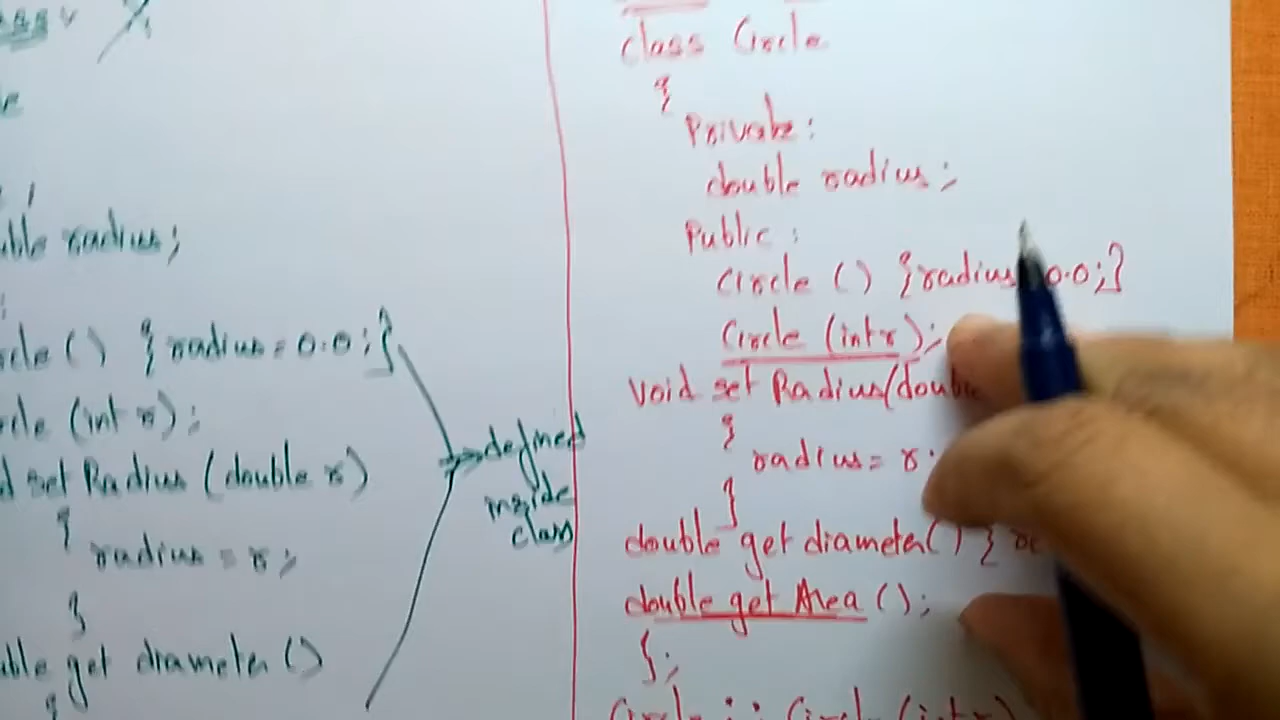 radius;
() {radius = 0.0;}
(int r);
set Radius (double r)
{
radius = r;
}
get diameter ()
defined
inside
class
class Circle
{
Private:
double radius;
Public:
Circle () {radius 0.0;}
Circle (int r);
void set Radius(double
{
radius = r
}
double get diameter() {
double get Area ();
};
Circle :: Circle (int r)